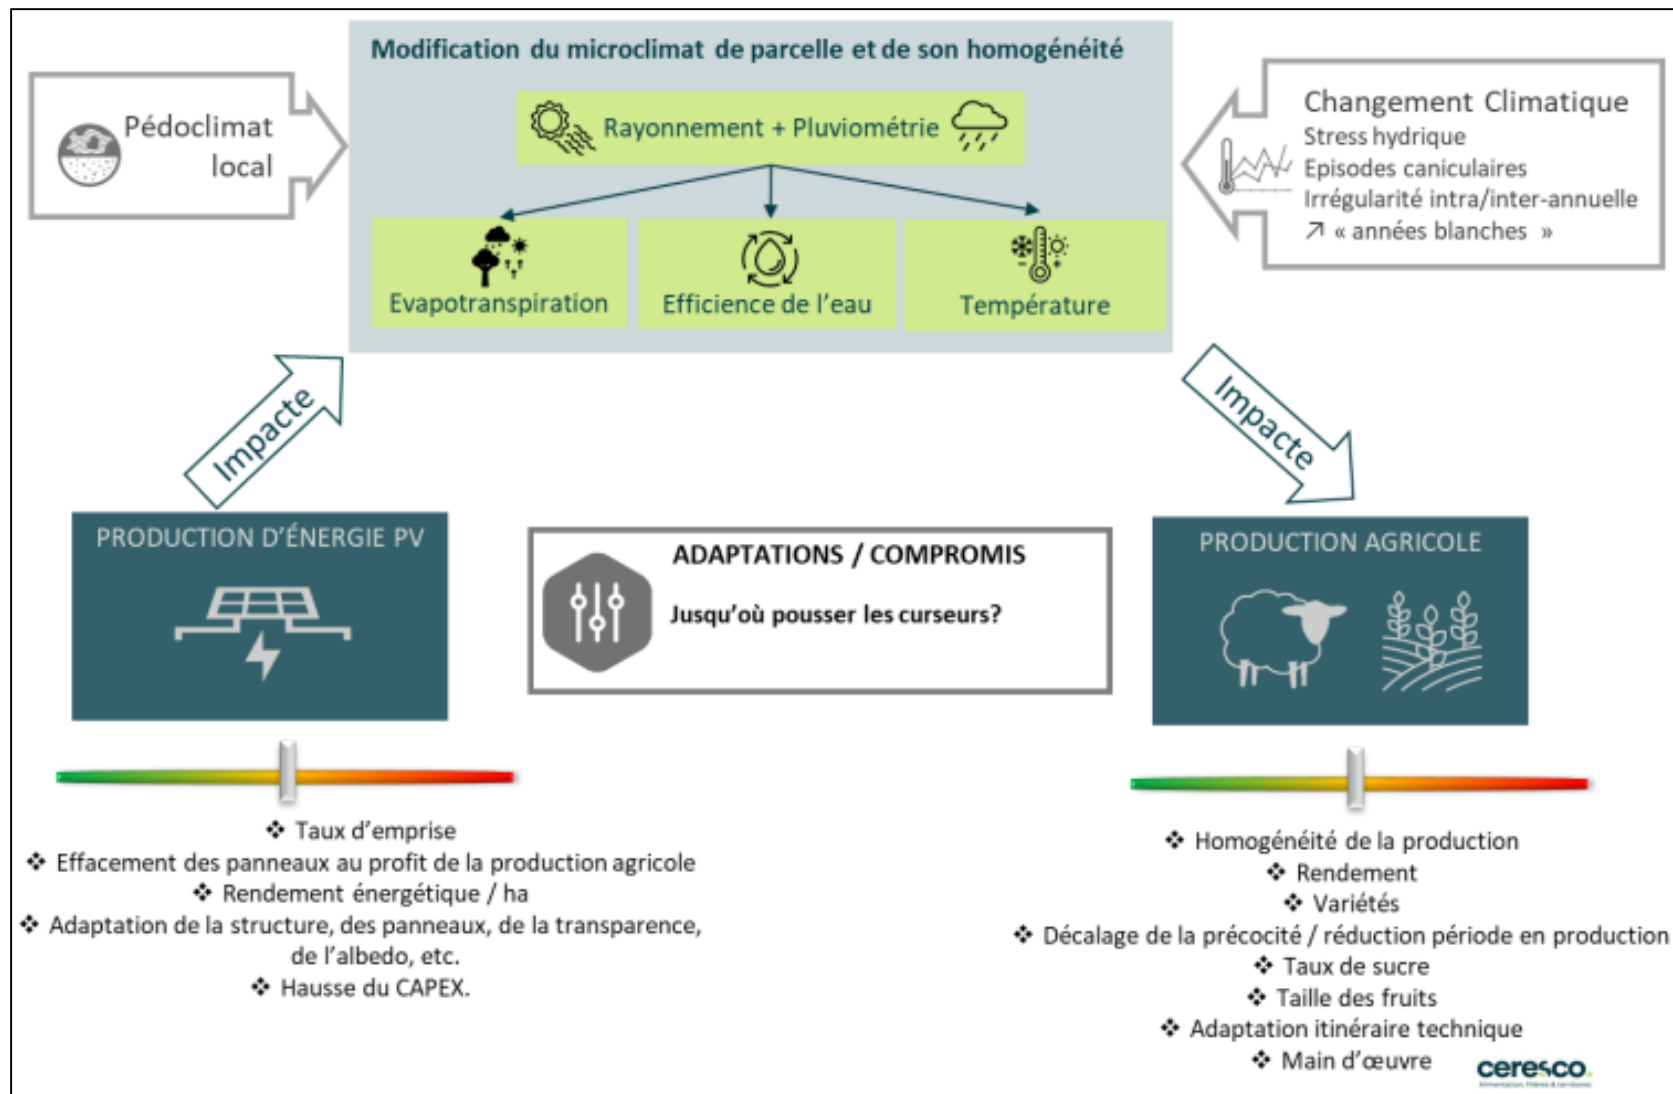 Modification du microclimat de parcelle et de son homogénéité
Pédoclimat
local
Rayonnement + Pluviométrie
Evapotranspiration
Efficience de l'eau
Température
Changement Climatique
Stress hydrique
Episodes caniculaires
Irrégularité intra/inter-annuelle
↗ « années blanches »
Impacte
Impacte
PRODUCTION D'ÉNERGIE PV
ADAPTATIONS / COMPROMIS
Jusqu'où pousser les curseurs?
PRODUCTION AGRICOLE
❖ Taux d'emprise
❖ Effacement des panneaux au profit de la production agricole
❖ Rendement énergétique / ha
❖ Adaptation de la structure, des panneaux, de la transparence,
de l'albedo, etc.
❖ Hausse du CAPEX.
❖ Homogénéité de la production
❖ Rendement
❖ Variétés
❖ Décalage de la précocité / réduction période en production
❖ Taux de sucre
❖ Taille des fruits
❖ Adaptation itinéraire technique
❖ Main d'œuvre
ceresco.
Alimentation, filières & territoires